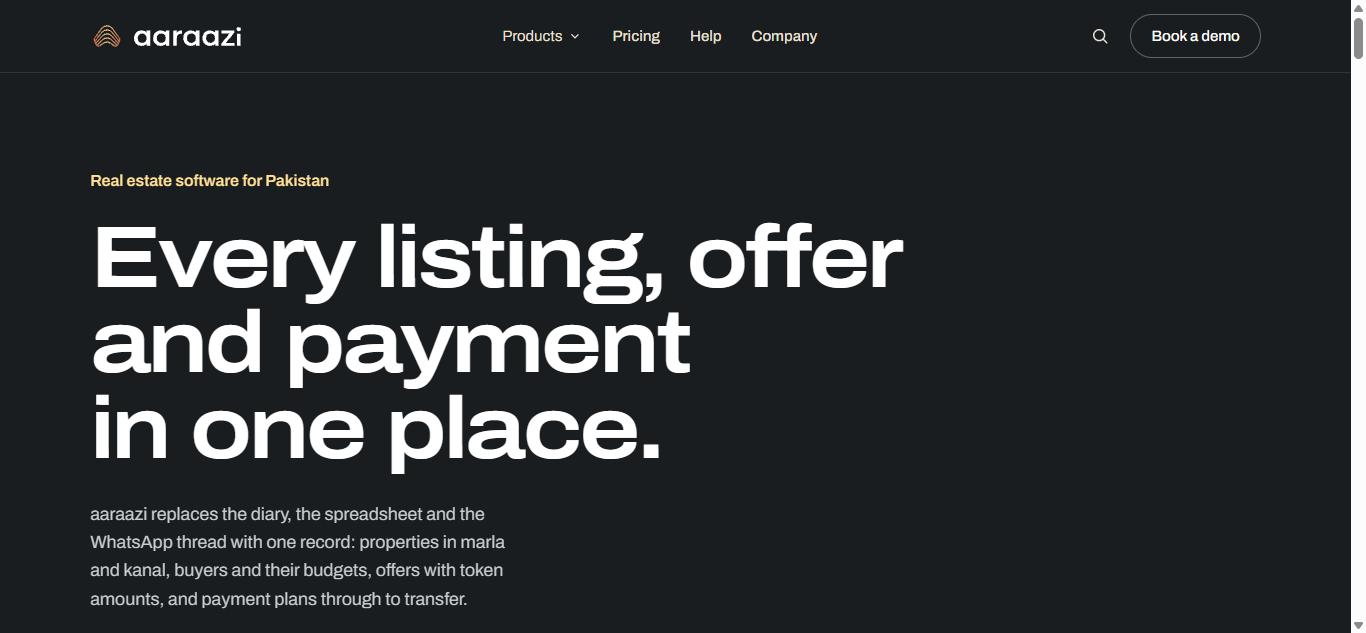 aaraazi
Products
Pricing
Help
Company
Book a demo
Real estate software for Pakistan
Every listing, offer
and payment
in one place.
aaraazi replaces the diary, the spreadsheet and the
WhatsApp thread with one record: properties in marla
and kanal, buyers and their budgets, offers with token
amounts, and payment plans through to transfer.